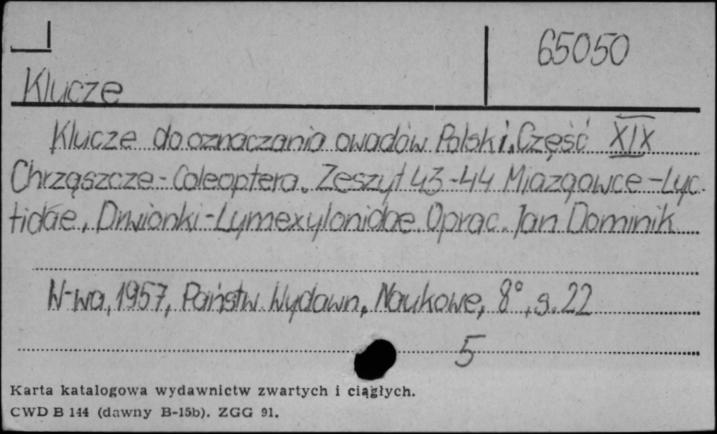 65050
Klucze
Klucze do oznaczania owadów Polski. Część XIX
Chrząszcze - Coleoptera. Zeszyt 43-44 Miazgowce - Lyc-
tidae, Drwionki - Lymexylonidae. Oprac. Jan Dominik
W-wa, 1957, Państw. Wydawn. Naukowe, 8°, s. 22
5
Karta katalogowa wydawnictw zwartych i ciągłych.
CWD B 144 (dawny B-15b). ZGG 91.